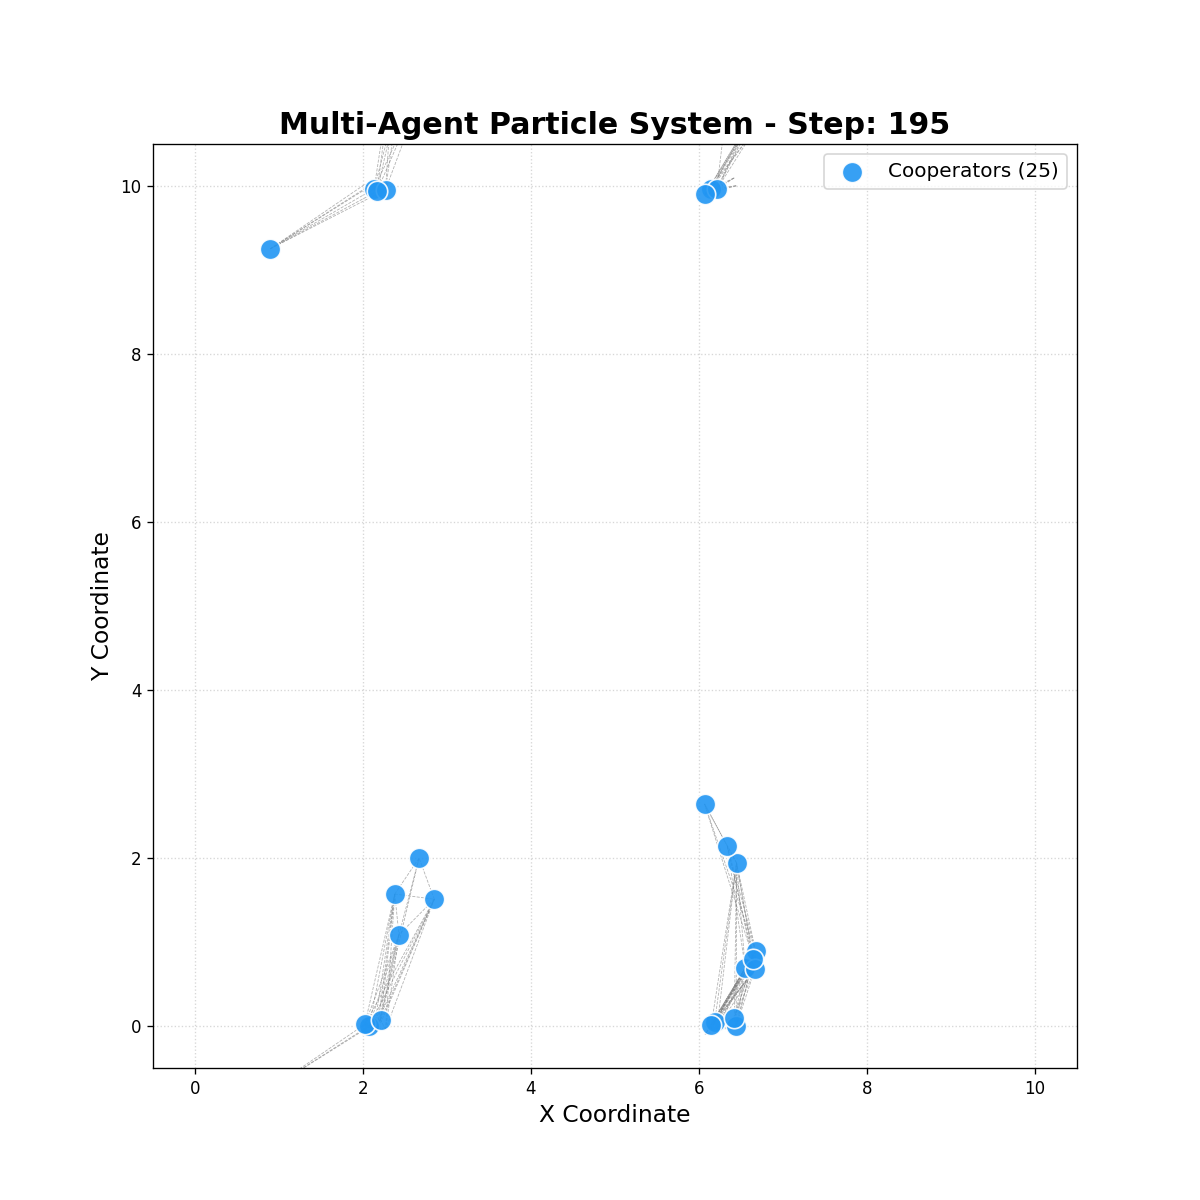 Multi-Agent Particle System - Step: 195
Cooperators (25)
10
8
6
4
2
0
Y Coordinate
0 2 4 6 8 10
X Coordinate